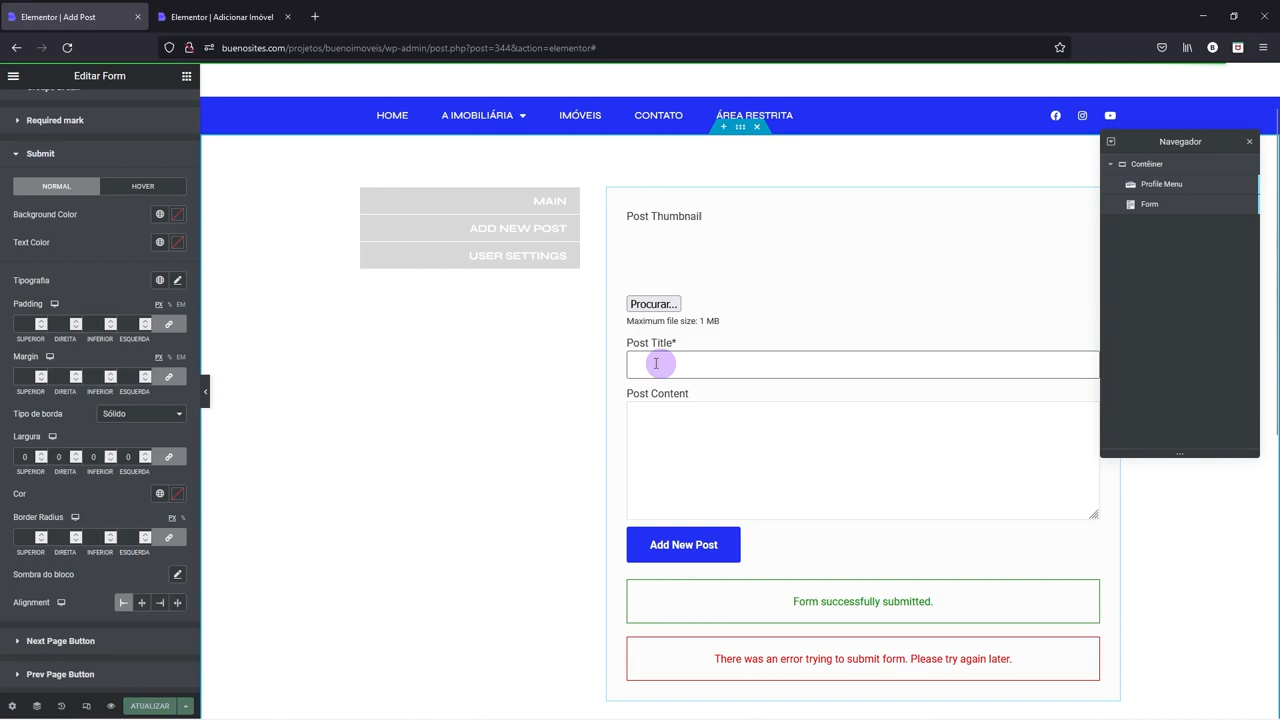 Elementor | Add Post
Elementor | Adicionar Imóvel
buenosites.com/projetos/buenoimoveis/wp-admin/post.php?post=344&action=elementor#
Editar Form
Required mark
Submit
NORMAL
HOVER
Background Color
Text Color
Tipografia
Padding
PX % EM
SUPERIOR DIREITA INFERIOR ESQUERDA
Margin
PX % EM
SUPERIOR DIREITA INFERIOR ESQUERDA
Tipo de borda
Sólido
Largura
0 0 0 0
SUPERIOR DIREITA INFERIOR ESQUERDA
Cor
Border Radius
PX %
SUPERIOR DIREITA INFERIOR ESQUERDA
Sombra do bloco
Alignment
Next Page Button
Prev Page Button
ATUALIZAR
HOME
A IMOBILIÁRIA
IMÓVEIS
CONTATO
ÁREA RESTRITA
MAIN
ADD NEW POST
USER SETTINGS
Post Thumbnail
Procurar...
Maximum file size: 1 MB
Post Title*
Post Content
Add New Post
Form successfully submitted.
There was an error trying to submit form. Please try again later.
Navegador
Contêiner
Profile Menu
Form